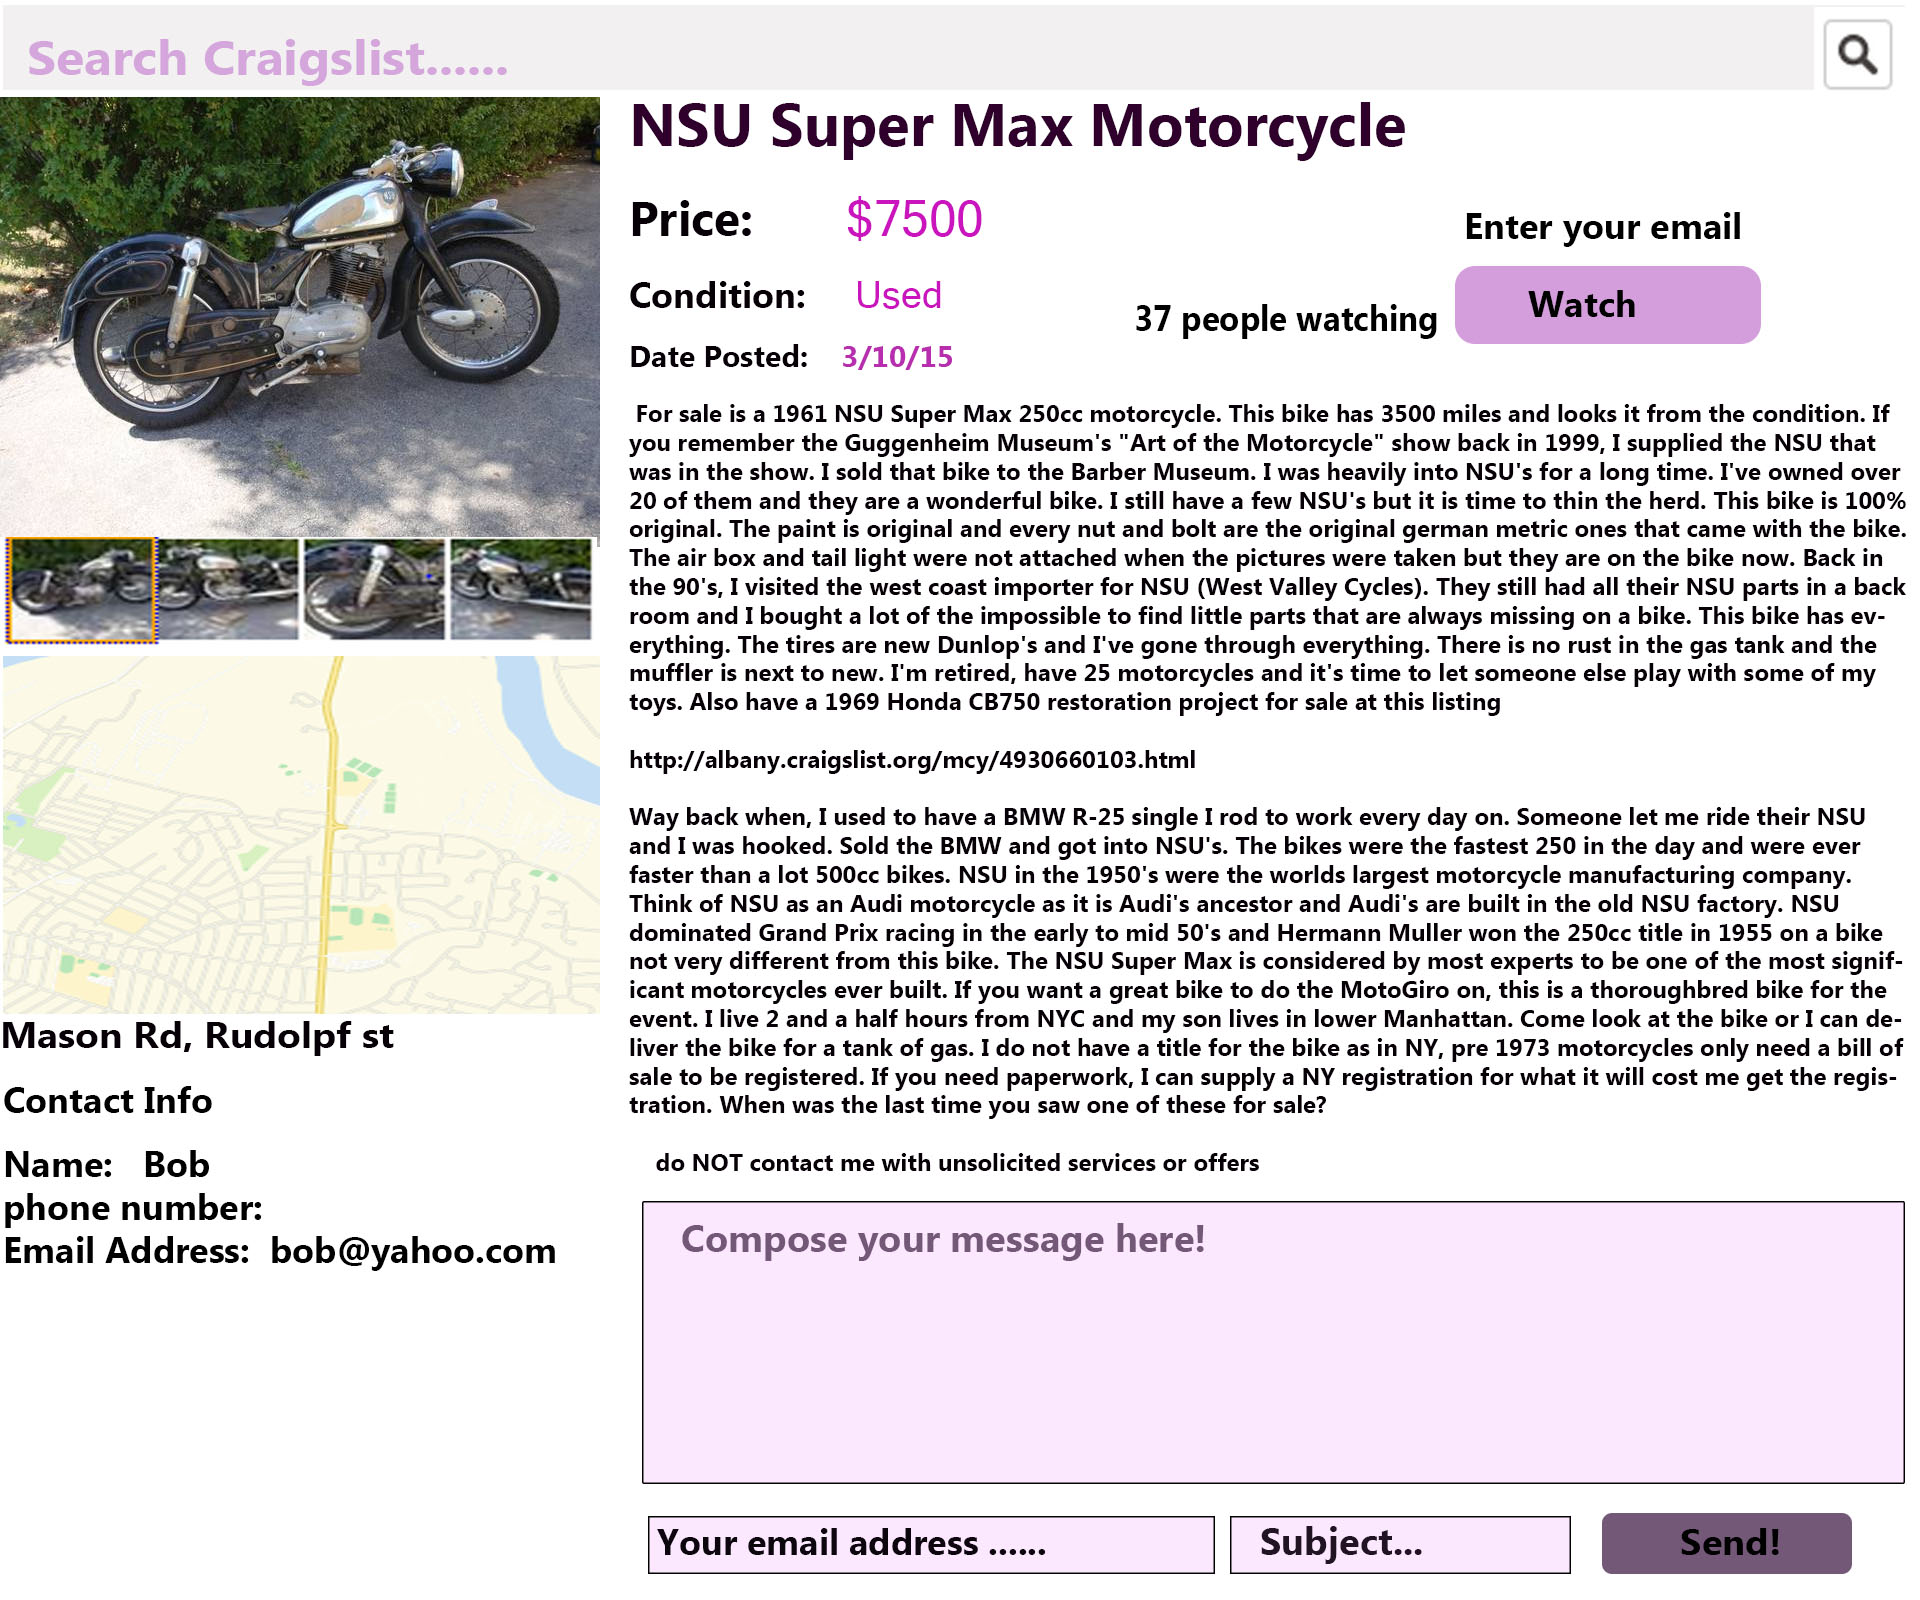 Search Craigslist......
NSU Super Max Motorcycle
NSU
Price: $7500
Enter your email
Condition: Used
37 people watching
Watch
Date Posted: 3/10/15
For sale is a 1961 NSU Super Max 250cc motorcycle. This bike has 3500 miles and looks it from the condition. If
you remember the Guggenheim Museum's "Art of the Motorcycle" show back in 1999, I supplied the NSU that
was in the show. I sold that bike to the Barber Museum. I was heavily into NSU's for a long time. I've owned over
20 of them and they are a wonderful bike. I still have a few NSU's but it is time to thin the herd. This bike is 100%
original. The paint is original and every nut and bolt are the original german metric ones that came with the bike.
The air box and tail light were not attached when the pictures were taken but they are on the bike now. Back in
the 90's, I visited the west coast importer for NSU (West Valley Cycles). They still had all their NSU parts in a back
room and I bought a lot of the impossible to find little parts that are always missing on a bike. This bike has ev-
erything. The tires are new Dunlop's and I've gone through everything. There is no rust in the gas tank and the
muffler is next to new. I'm retired, have 25 motorcycles and it's time to let someone else play with some of my
toys. Also have a 1969 Honda CB750 restoration project for sale at this listing
http://albany.craigslist.org/mcy/4930660103.html
Way back when, I used to have a BMW R-25 single I rod to work every day on. Someone let me ride their NSU
and I was hooked. Sold the BMW and got into NSU's. The bikes were the fastest 250 in the day and were ever
faster than a lot 500cc bikes. NSU in the 1950's were the worlds largest motorcycle manufacturing company.
Think of NSU as an Audi motorcycle as it is Audi's ancestor and Audi's are built in the old NSU factory. NSU
dominated Grand Prix racing in the early to mid 50's and Hermann Muller won the 250cc title in 1955 on a bike
not very different from this bike. The NSU Super Max is considered by most experts to be one of the most signif-
icant motorcycles ever built. If you want a great bike to do the MotoGiro on, this is a thoroughbred bike for the
event. I live 2 and a half hours from NYC and my son lives in lower Manhattan. Come look at the bike or I can de-
liver the bike for a tank of gas. I do not have a title for the bike as in NY, pre 1973 motorcycles only need a bill of
sale to be registered. If you need paperwork, I can supply a NY registration for what it will cost me get the regis-
tration. When was the last time you saw one of these for sale?
do NOT contact me with unsolicited services or offers
Mason Rd, Rudolpf st
Contact Info
Name: Bob
phone number:
Email Address: bob@yahoo.com
Compose your message here!
Your email address ......
Subject...
Send!